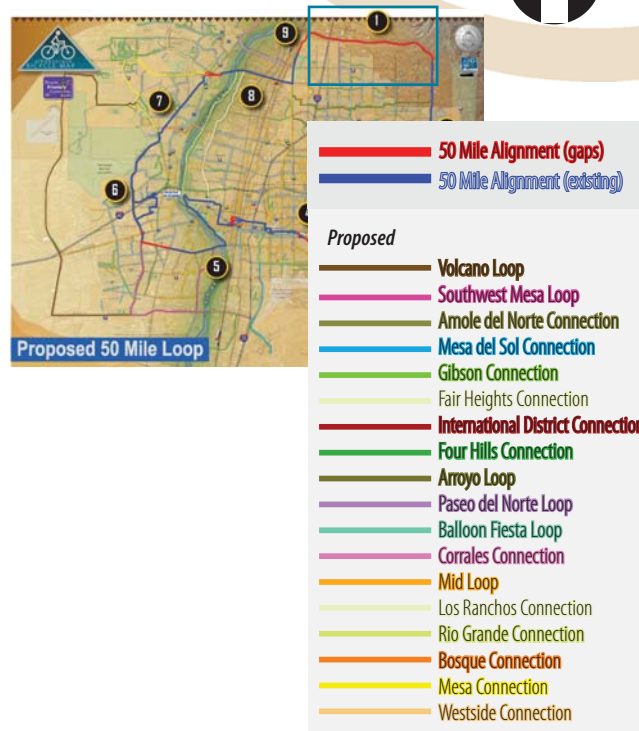 BICYCLE MAP
1
9
7
8
6
5
Proposed 50 Mile Loop
50 Mile Alignment (gaps)
50 Mile Alignment (existing)
Proposed
Volcano Loop
Southwest Mesa Loop
Amole del Norte Connection
Mesa del Sol Connection
Gibson Connection
Fair Heights Connection
International District Connection
Four Hills Connection
Arroyo Loop
Paseo del Norte Loop
Balloon Fiesta Loop
Corrales Connection
Mid Loop
Los Ranchos Connection
Rio Grande Connection
Bosque Connection
Mesa Connection
Westside Connection